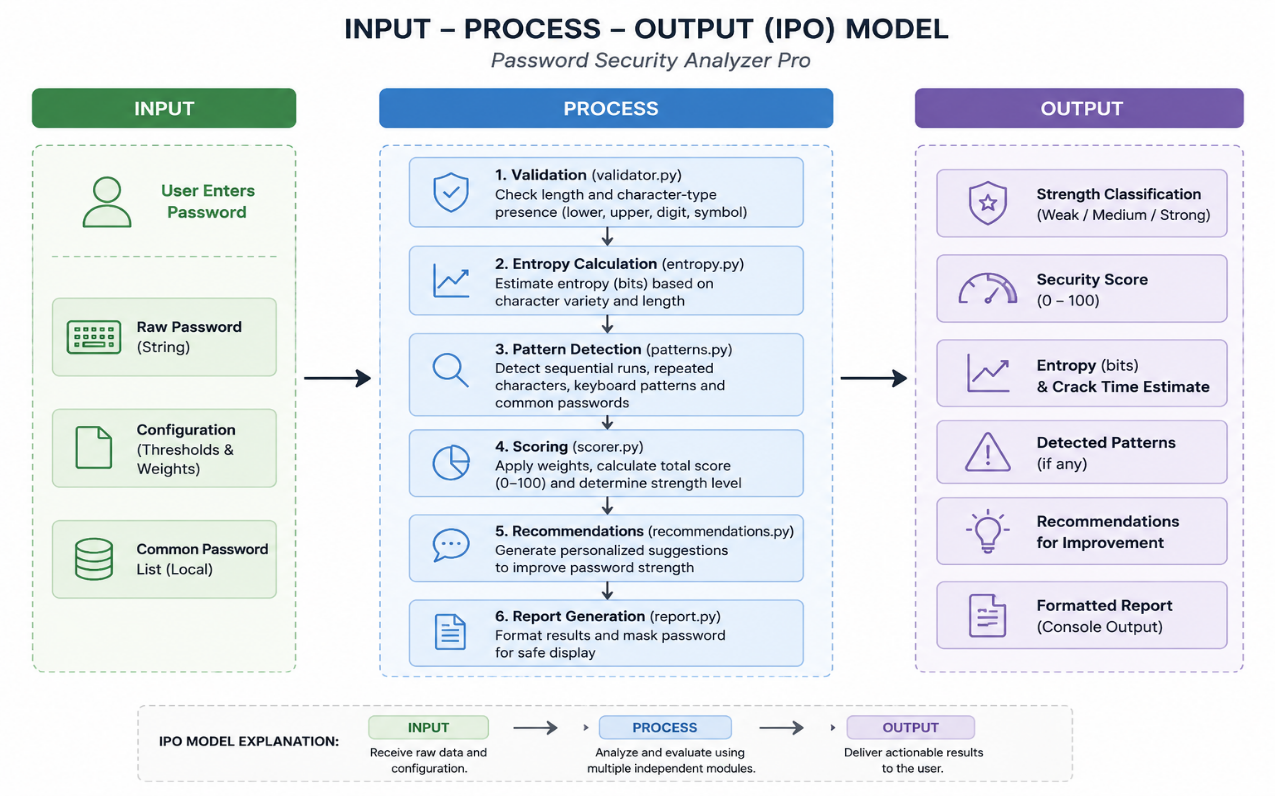 INPUT – PROCESS – OUTPUT (IPO) MODEL
Password Security Analyzer Pro
INPUT
User Enters
Password
Raw Password
(String)
Configuration
(Thresholds &
Weights)
Common Password
List (Local)
PROCESS
1. Validation (validator.py)
Check length and character-type
presence (lower, upper, digit, symbol)
2. Entropy Calculation (entropy.py)
Estimate entropy (bits) based on
character variety and length
3. Pattern Detection (patterns.py)
Detect sequential runs, repeated
characters, keyboard patterns and
common passwords
4. Scoring (scorer.py)
Apply weights, calculate total score
(0–100) and determine strength level
5. Recommendations (recommendations.py)
Generate personalized suggestions
to improve password strength
6. Report Generation (report.py)
Format results and mask password
for safe display
OUTPUT
Strength Classification
(Weak / Medium / Strong)
Security Score
(0 – 100)
Entropy (bits)
& Crack Time Estimate
Detected Patterns
(if any)
Recommendations
for Improvement
Formatted Report
(Console Output)
IPO MODEL EXPLANATION:
INPUT
Receive raw data and
configuration.
PROCESS
Analyze and evaluate using
multiple independent modules.
OUTPUT
Deliver actionable results
to the user.